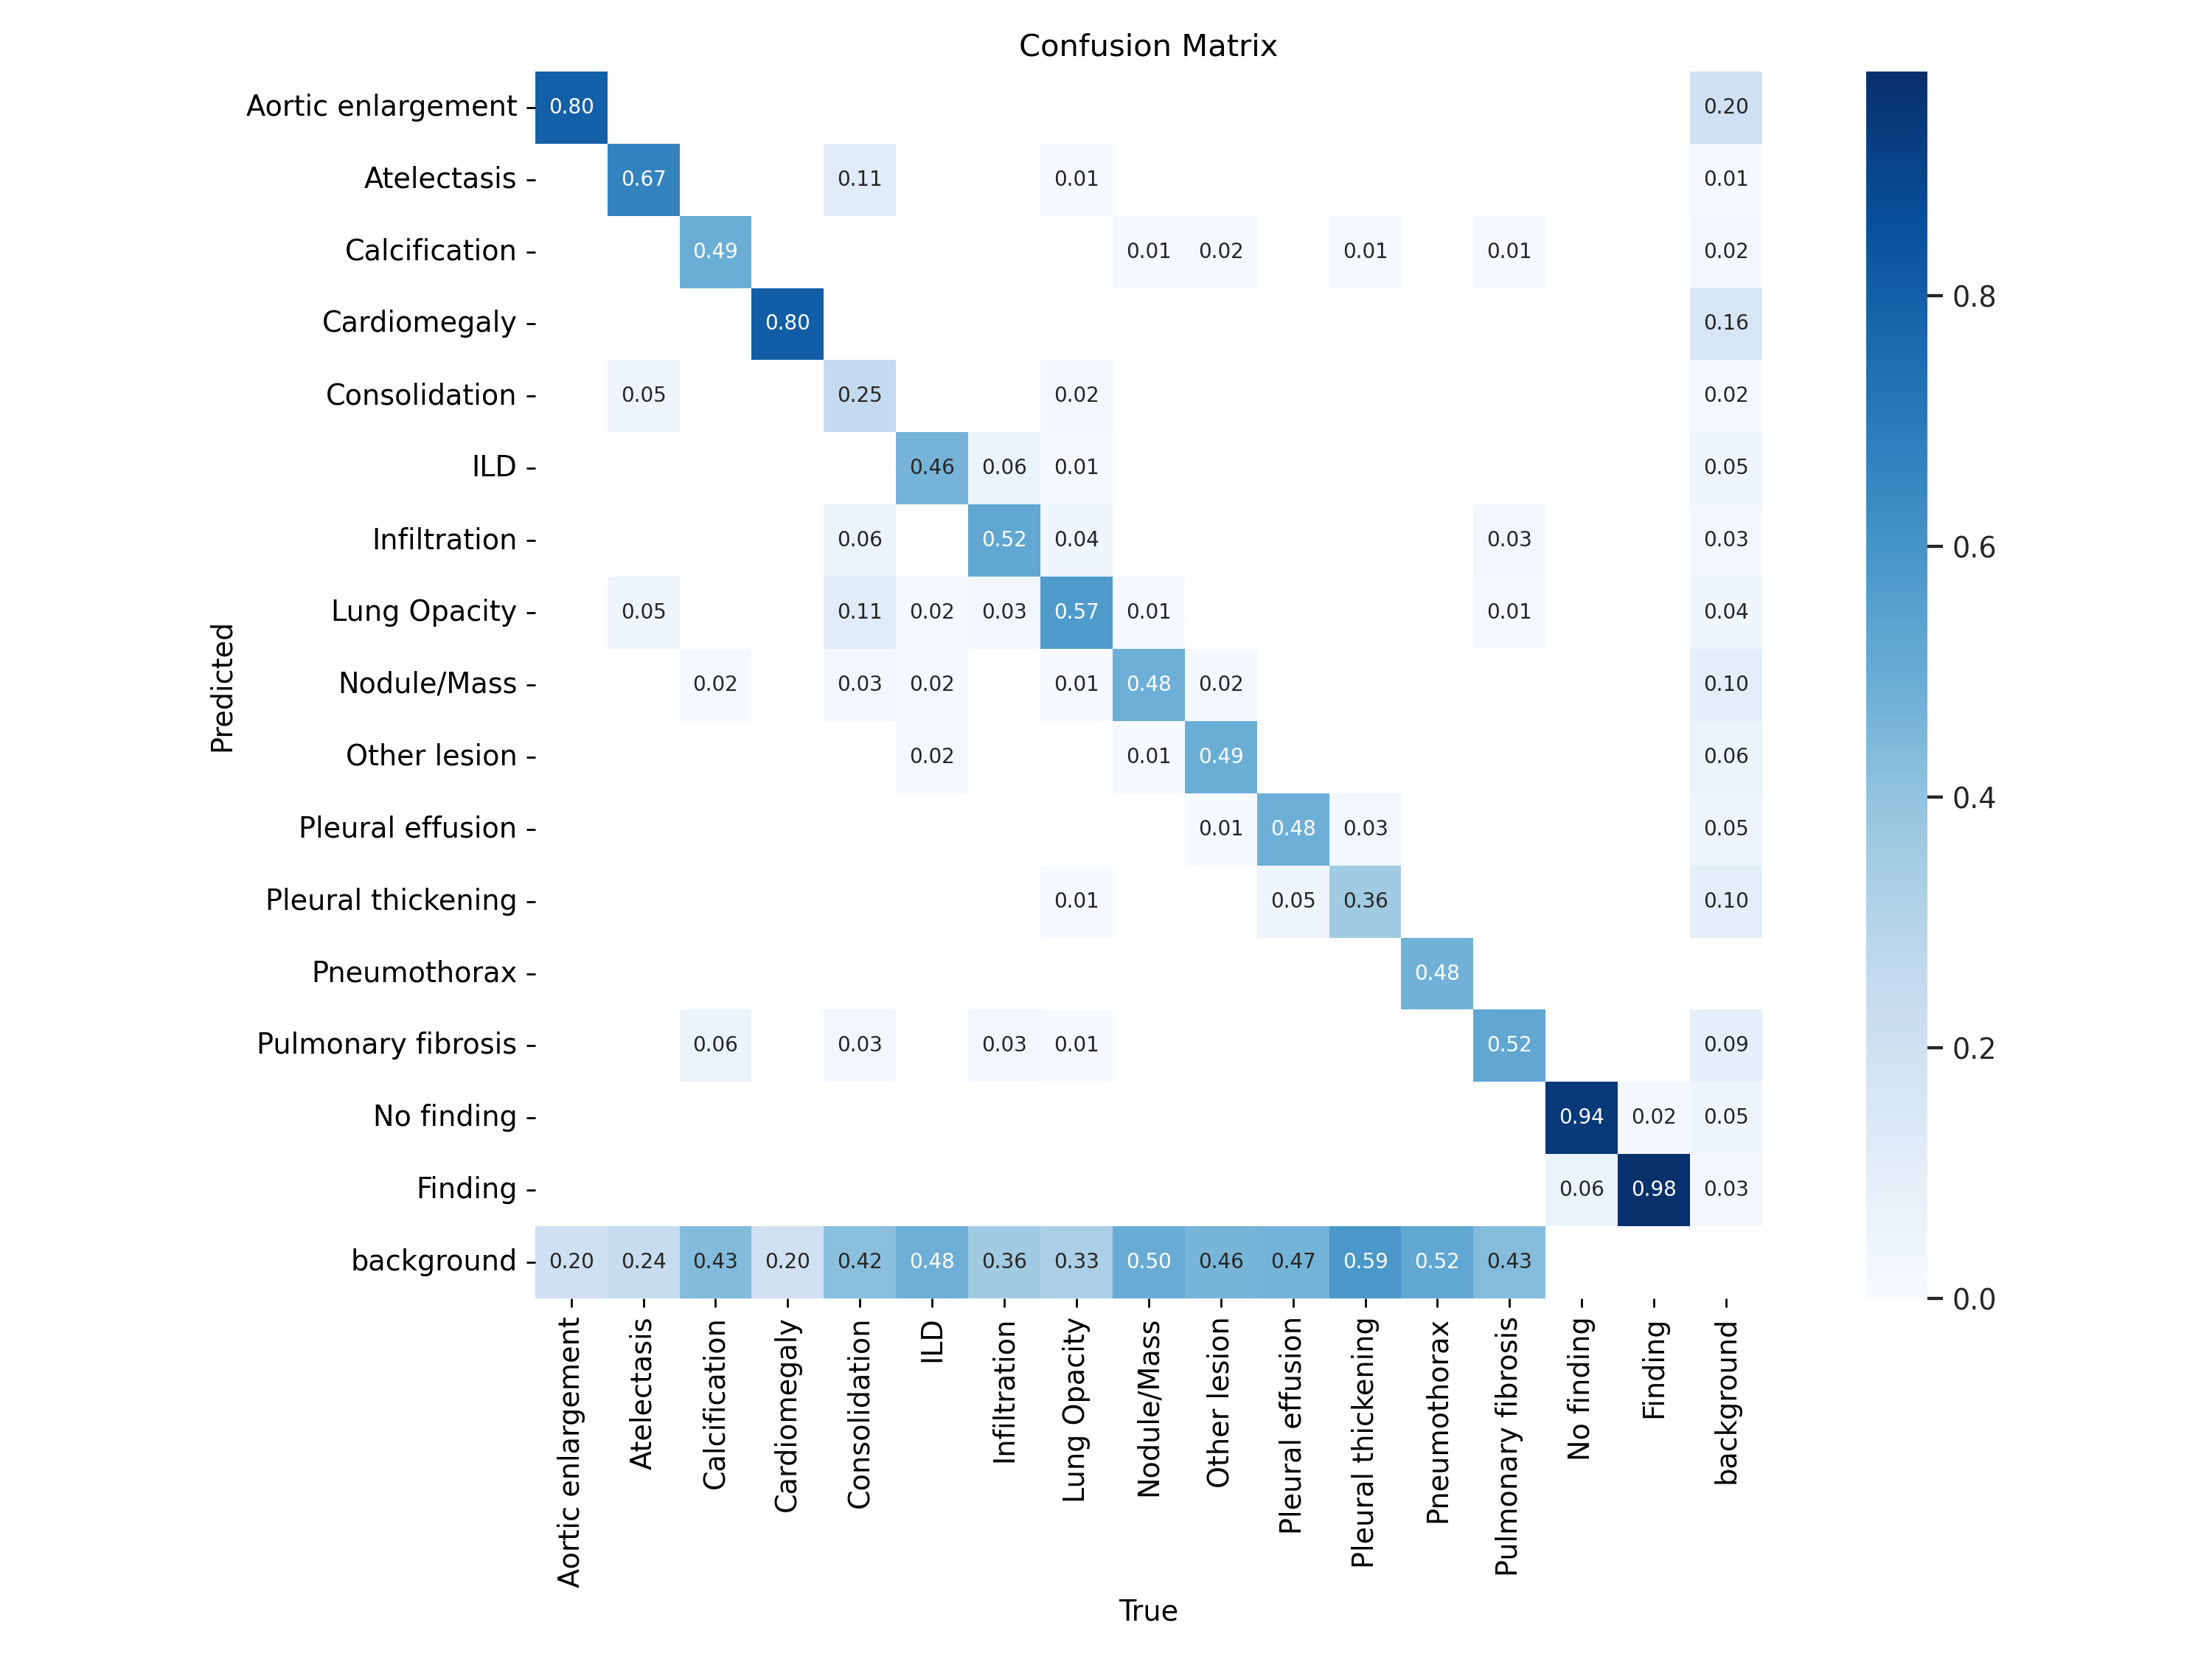 Confusion Matrix
Aortic enlargement 0.80 0.20
Atelectasis 0.67 0.11 0.01 0.01
Calcification 0.49 0.01 0.02 0.01 0.01 0.02
Cardiomegaly 0.80 0.16
Consolidation 0.05 0.25 0.02 0.02
ILD 0.46 0.06 0.01 0.05
Infiltration 0.06 0.52 0.04 0.03 0.03
Lung Opacity 0.05 0.11 0.02 0.03 0.57 0.01 0.01 0.04
Nodule/Mass 0.02 0.03 0.02 0.01 0.48 0.02 0.10
Other lesion 0.02 0.01 0.49 0.06
Pleural effusion 0.01 0.48 0.03 0.05
Pleural thickening 0.01 0.05 0.36 0.10
Pneumothorax 0.48
Pulmonary fibrosis 0.06 0.03 0.03 0.01 0.52 0.09
No finding 0.94 0.02 0.05
Finding 0.06 0.98 0.03
background 0.20 0.24 0.43 0.20 0.42 0.48 0.36 0.33 0.50 0.46 0.47 0.59 0.52 0.43
Predicted
Aortic enlargement
Atelectasis
Calcification
Cardiomegaly
Consolidation
ILD
Infiltration
Lung Opacity
Nodule/Mass
Other lesion
Pleural effusion
Pleural thickening
Pneumothorax
Pulmonary fibrosis
No finding
Finding
background
True
0.8
0.6
0.4
0.2
0.0